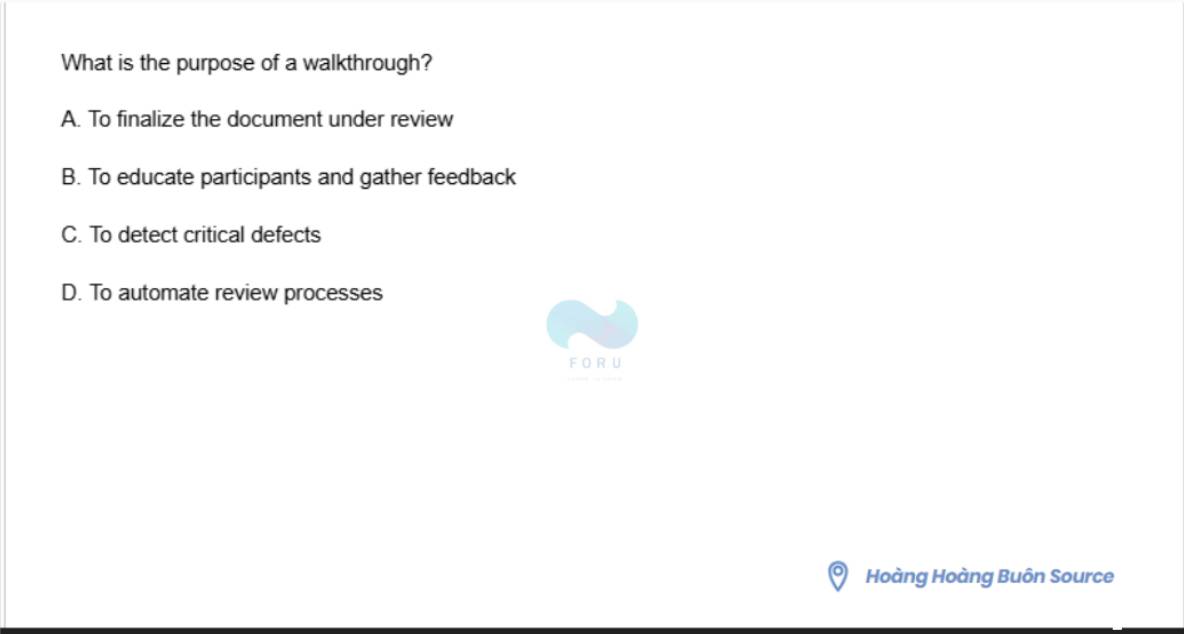 What is the purpose of a walkthrough?
A. To finalize the document under review
B. To educate participants and gather feedback
C. To detect critical defects
D. To automate review processes
FORU
Hoàng Hoàng Buôn Source